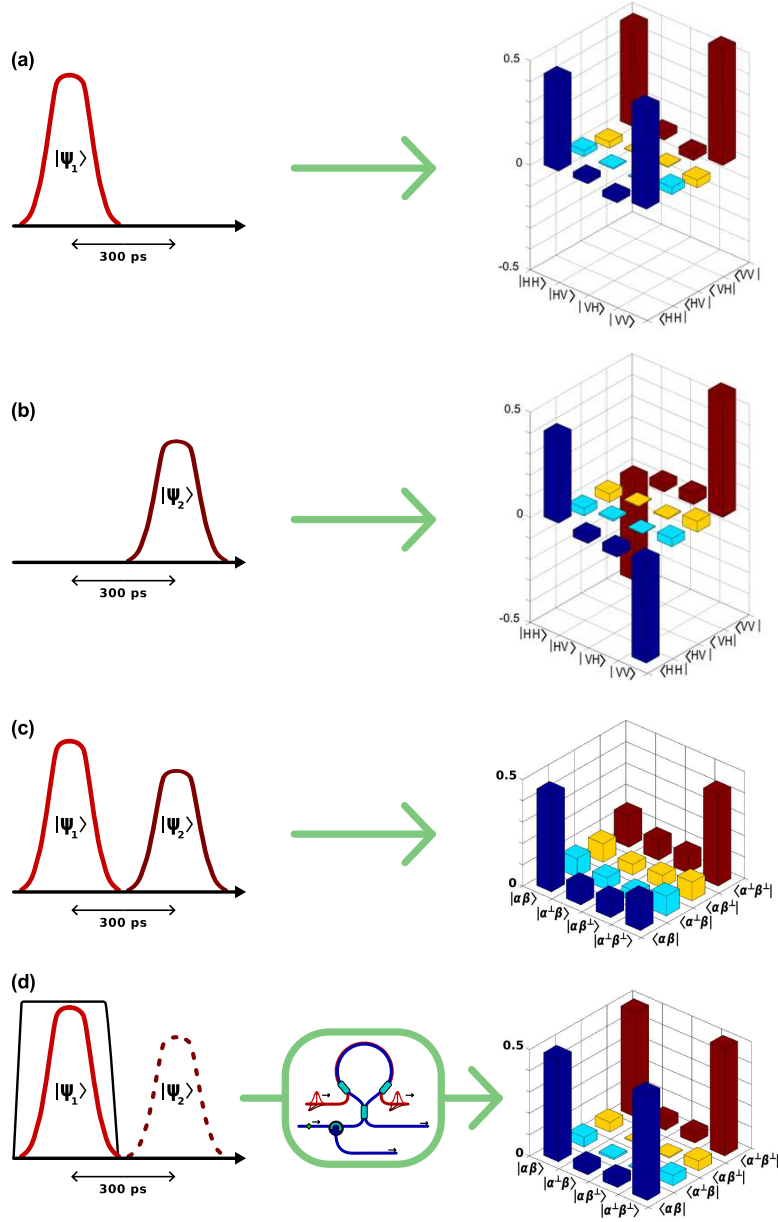 (a)
|Ψ₁⟩
300 ps
0.5
0
-0.5
|HH⟩
|HV⟩
|VH⟩
|VV⟩
⟨HH|
⟨HV|
⟨VH|
⟨VV|
(b)
|Ψ₂⟩
300 ps
0.5
0
-0.5
|HH⟩
|HV⟩
|VH⟩
|VV⟩
⟨HH|
⟨HV|
⟨VH|
⟨VV|
(c)
|Ψ₁⟩ |Ψ₂⟩
300 ps
0.5
0
|αβ⟩
|α⊥β⟩
|αβ⊥⟩
|α⊥β⊥⟩
⟨αβ|
⟨α⊥β|
⟨αβ⊥|
⟨α⊥β⊥|
(d)
|Ψ₁⟩ |Ψ₂⟩
300 ps
0.5
0
|αβ⟩
|α⊥β⟩
|αβ⊥⟩
|α⊥β⊥⟩
⟨αβ|
⟨α⊥β|
⟨αβ⊥|
⟨α⊥β⊥|